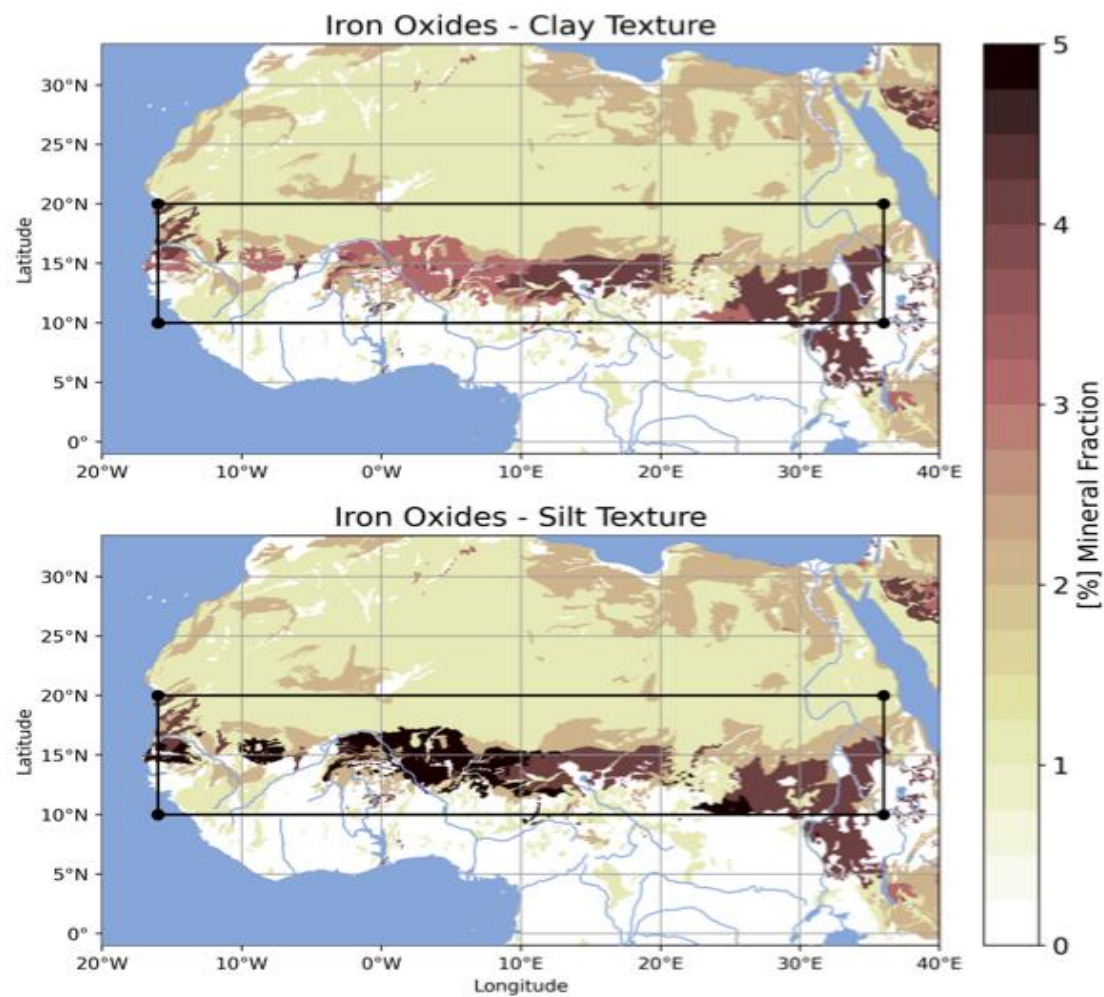 Iron Oxides - Clay Texture
30°N
25°N
20°N
15°N
10°N
5°N
0°
Latitude
20°W 10°W 0°W 10°E 20°E 30°E 40°E
Iron Oxides - Silt Texture
30°N
25°N
20°N
15°N
10°N
5°N
0°
Latitude
20°W 10°W 0°W 10°E 20°E 30°E 40°E
Longitude
5
4
3
2
1
0
[%] Mineral Fraction